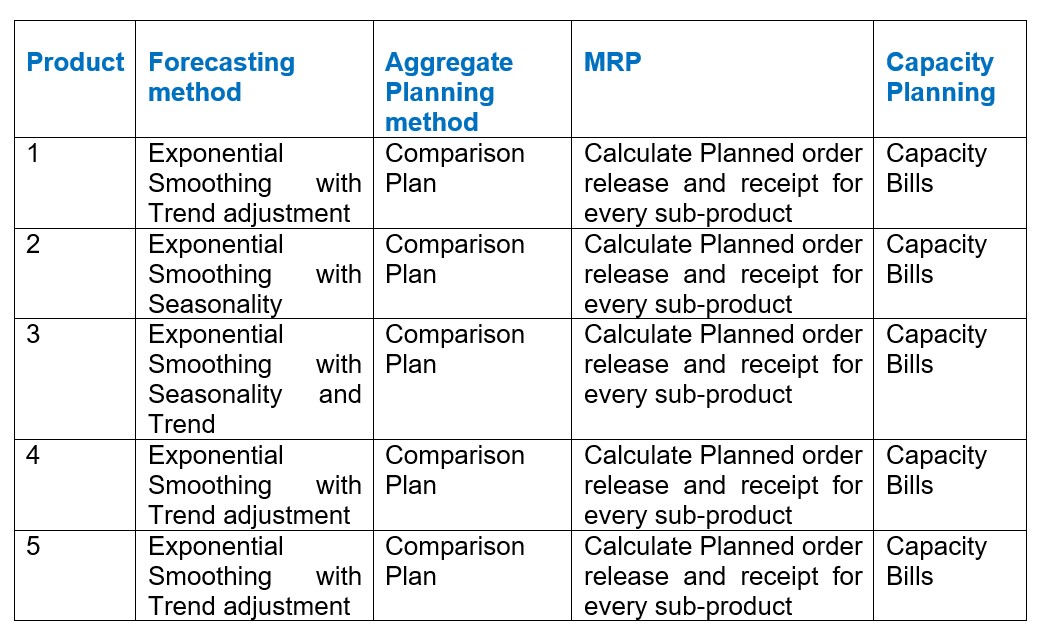 Product
Forecasting
method
Aggregate
Planning
method
MRP
Capacity
Planning
1
Exponential
Smoothing with
Trend adjustment
Comparison
Plan
Calculate Planned order
release and receipt for
every sub-product
Capacity
Bills
2
Exponential
Smoothing with
Seasonality
Comparison
Plan
Calculate Planned order
release and receipt for
every sub-product
Capacity
Bills
3
Exponential
Smoothing with
Seasonality and
Trend
Comparison
Plan
Calculate Planned order
release and receipt for
every sub-product
Capacity
Bills
4
Exponential
Smoothing with
Trend adjustment
Comparison
Plan
Calculate Planned order
release and receipt for
every sub-product
Capacity
Bills
5
Exponential
Smoothing with
Trend adjustment
Comparison
Plan
Calculate Planned order
release and receipt for
every sub-product
Capacity
Bills